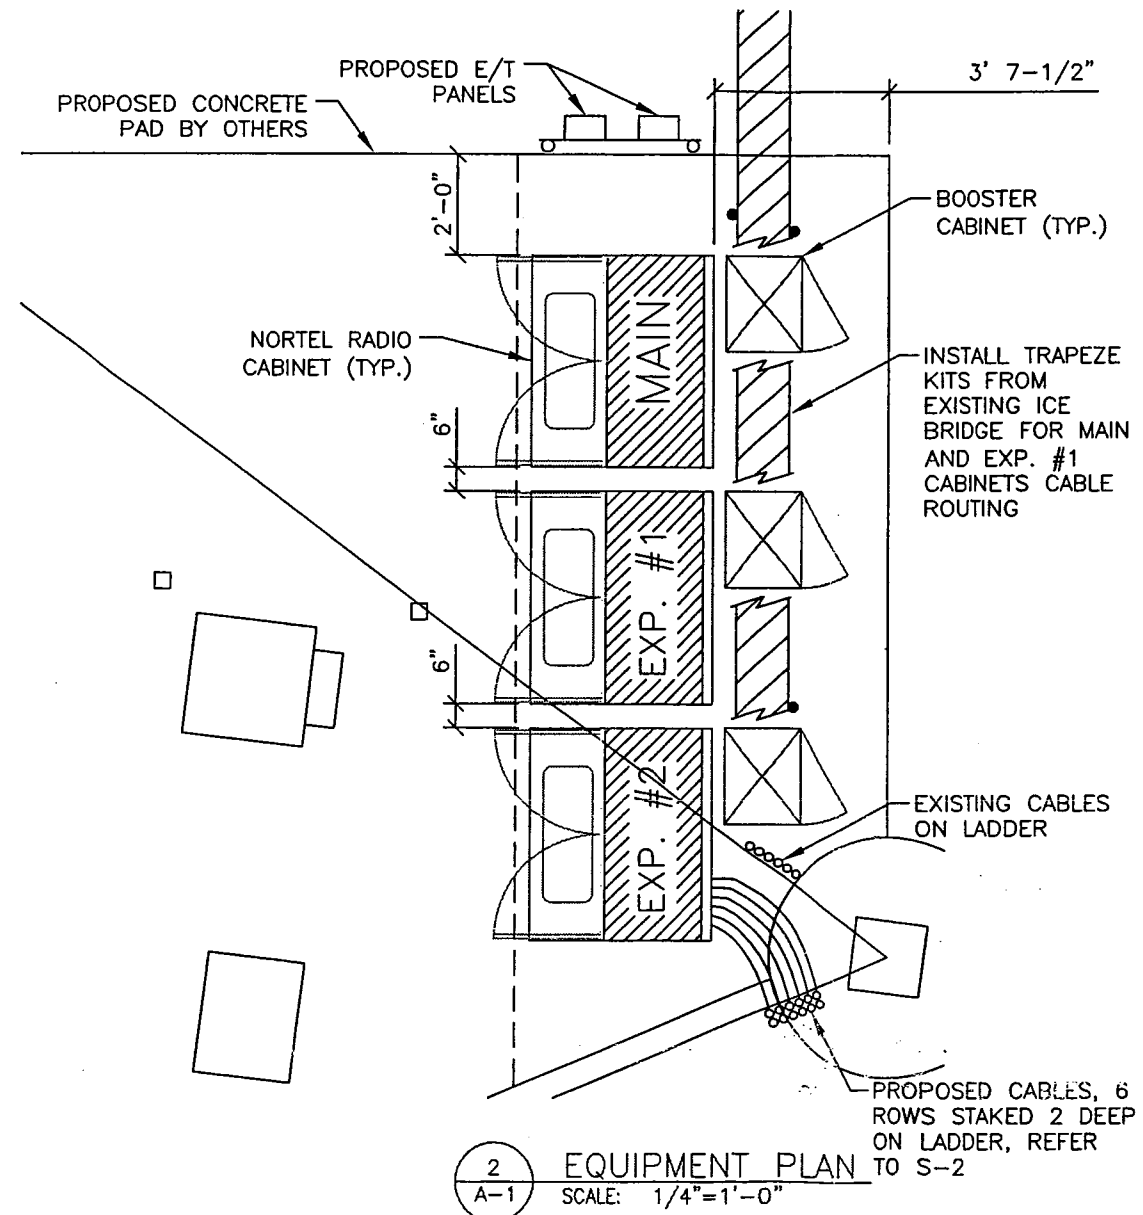 PROPOSED E/T
PANELS
3' 7-1/2"
PROPOSED CONCRETE
PAD BY OTHERS
2'-0"
BOOSTER
CABINET (TYP.)
NORTEL RADIO
CABINET (TYP.)
MAIN
INSTALL TRAPEZE
KITS FROM
EXISTING ICE
BRIDGE FOR MAIN
AND EXP. #1
CABINETS CABLE
ROUTING
6"
EXP. #1
6"
EXP. #2
EXISTING CABLES
ON LADDER
PROPOSED CABLES, 6
ROWS STAKED 2 DEEP
ON LADDER, REFER
TO S-2
2
A-1
EQUIPMENT PLAN
SCALE: 1/4"=1'-0"